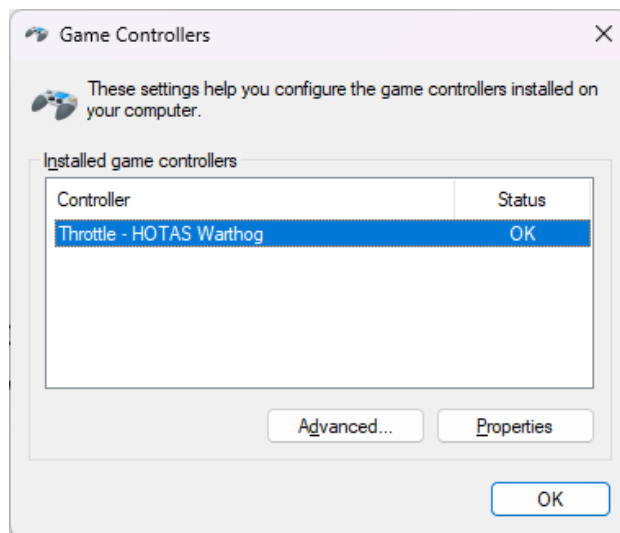 Game Controllers
These settings help you configure the game controllers installed on
your computer.
Installed game controllers
Controller Status
Throttle - HOTAS Warthog OK
Advanced... Properties
OK